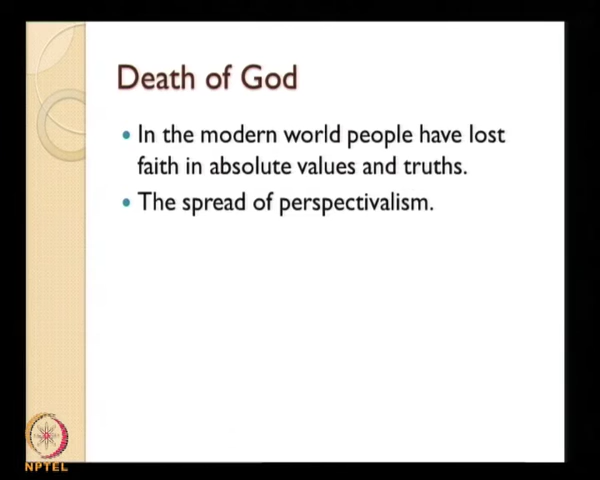 Death of God
In the modern world people have lost
faith in absolute values and truths.
The spread of perspectivalism.
NPTEL